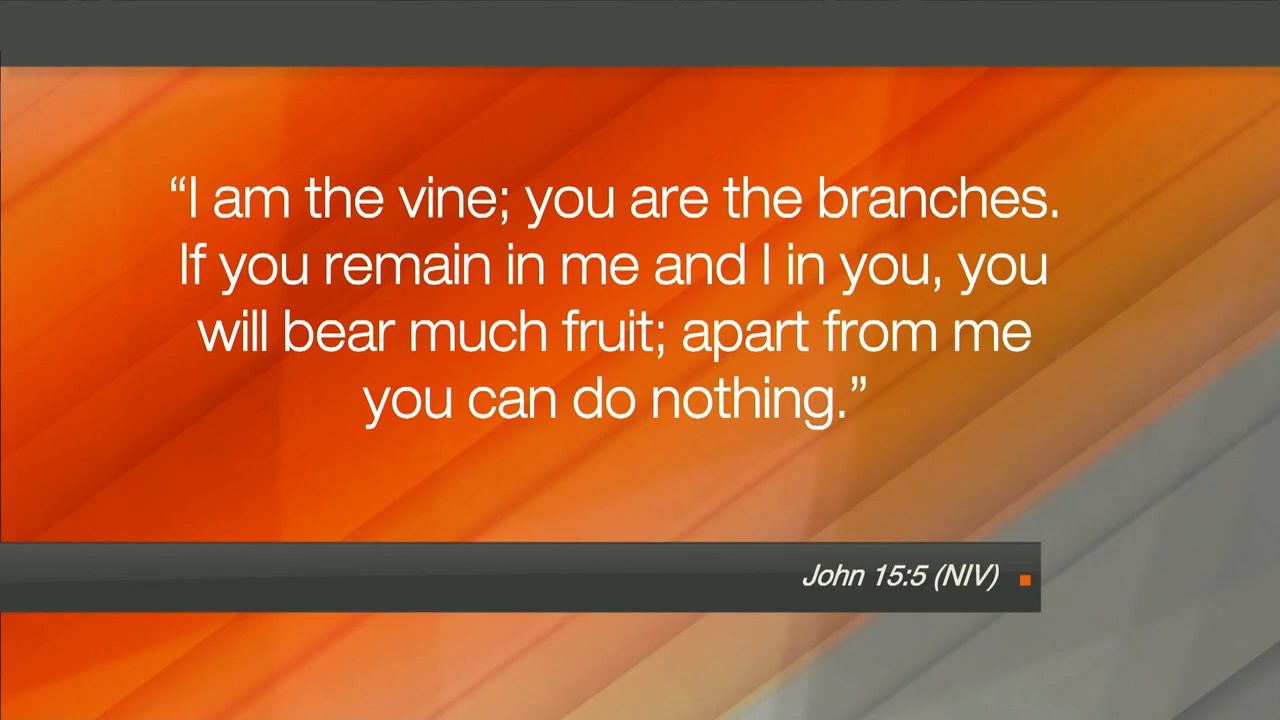 “I am the vine; you are the branches.
If you remain in me and I in you, you
will bear much fruit; apart from me
you can do nothing.”
John 15:5 (NIV)